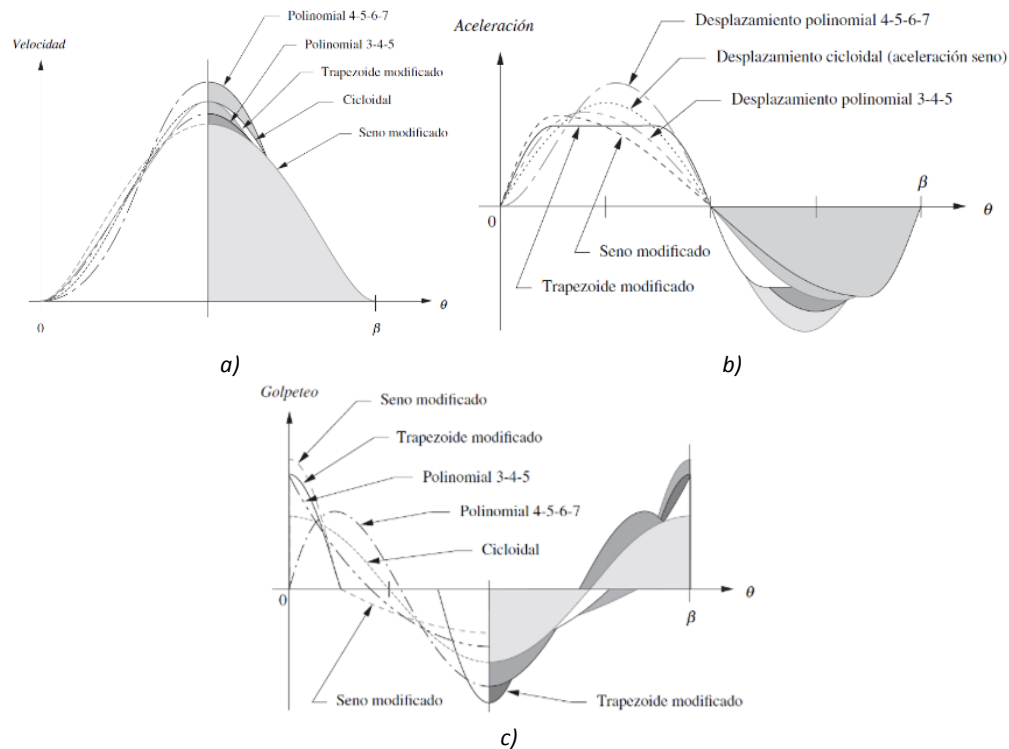 Velocidad
Polinomial 4-5-6-7
Polinomial 3-4-5
Trapezoide modificado
Cicloidal
Seno modificado
0
β
θ
a)
Aceleración
Desplazamiento polinomial 4-5-6-7
Desplazamiento cicloidal (aceleración seno)
Desplazamiento polinomial 3-4-5
β
0
θ
Seno modificado
Trapezoide modificado
b)
Golpeteo
Seno modificado
Trapezoide modificado
Polinomial 3-4-5
Polinomial 4-5-6-7
Cicloidal
0
θ
β
Seno modificado
Trapezoide modificado
c)